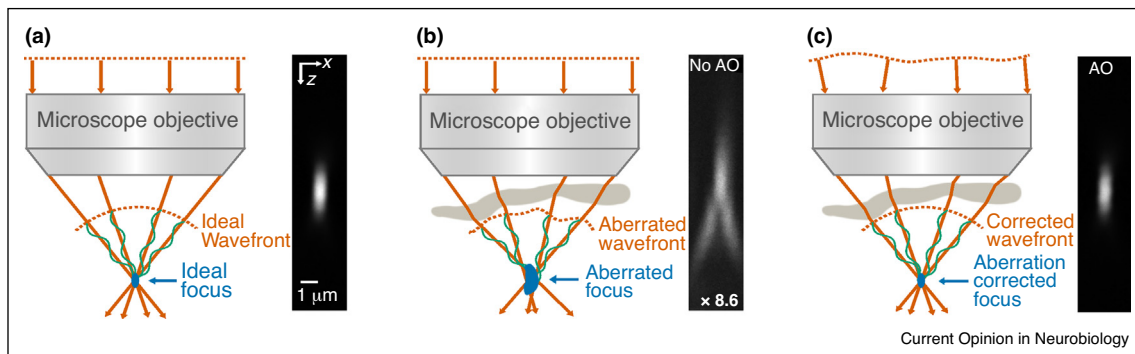 (a)
x
z
Microscope objective
Ideal
Wavefront
Ideal
focus
1 μm
(b)
No AO
Microscope objective
Aberrated
wavefront
Aberrated
focus
× 8.6
(c)
AO
Microscope objective
Corrected
wavefront
Aberration
corrected
focus
Current Opinion in Neurobiology